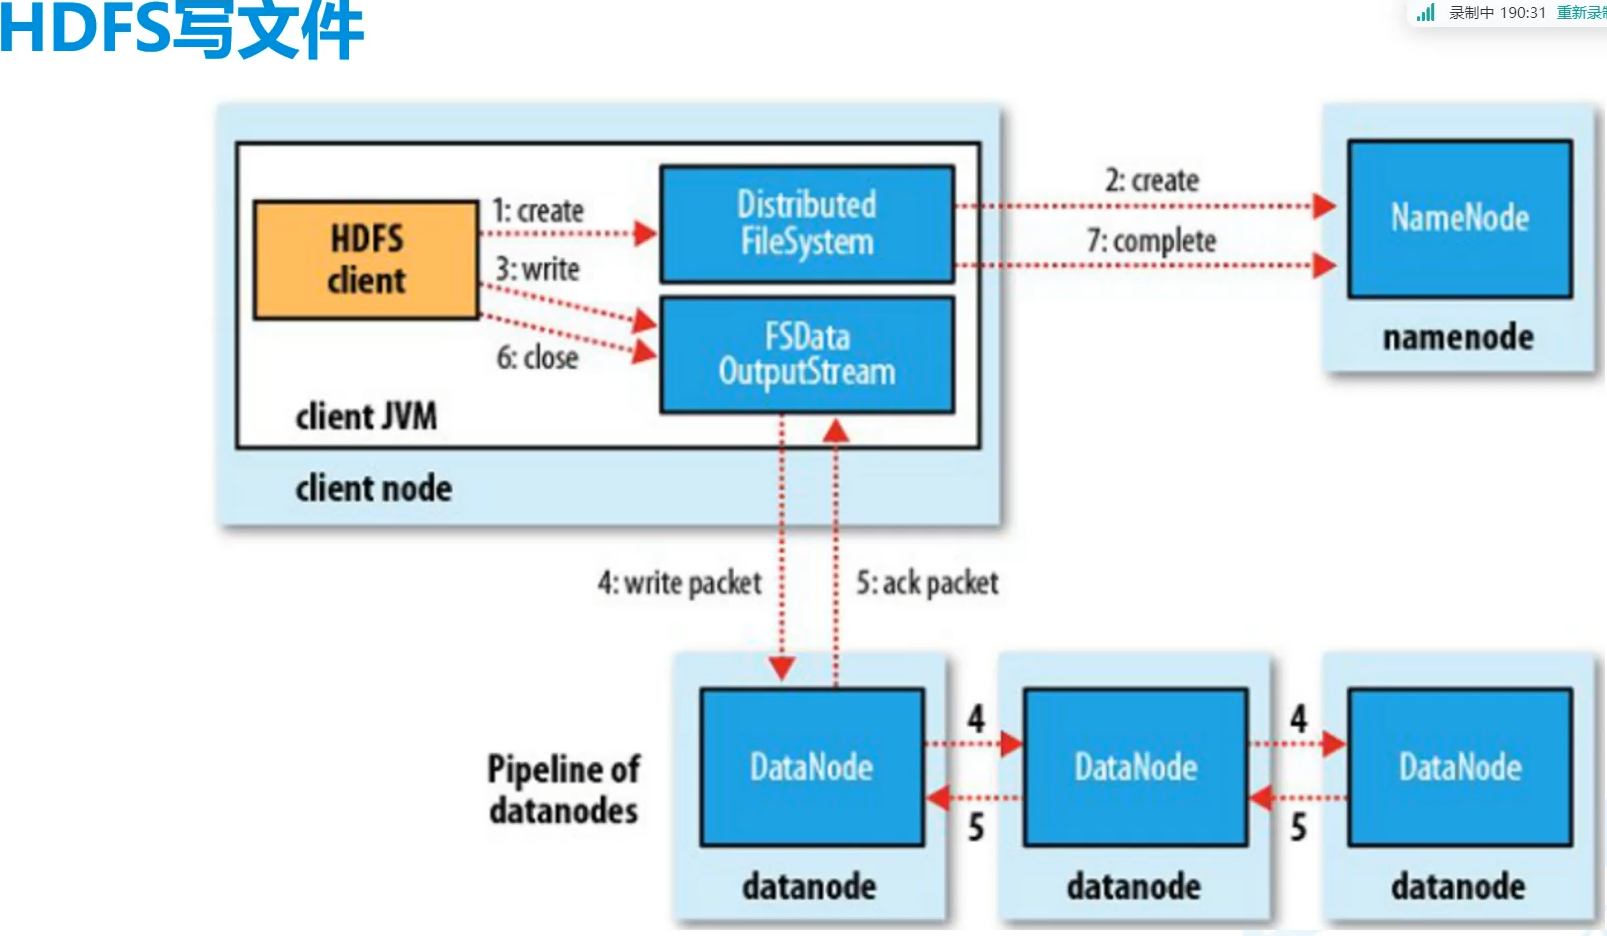 HDFS写文件
录制中 190:31 重新录制
HDFS
client
1: create
3: write
6: close
Distributed
FileSystem
FSData
OutputStream
client JVM
client node
2: create
7: complete
NameNode
namenode
4: write packet
5: ack packet
Pipeline of
datanodes
DataNode
datanode
4
5
DataNode
datanode
4
5
DataNode
datanode